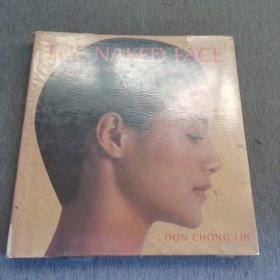 THE NAKED FACE
OON CHONG LIN